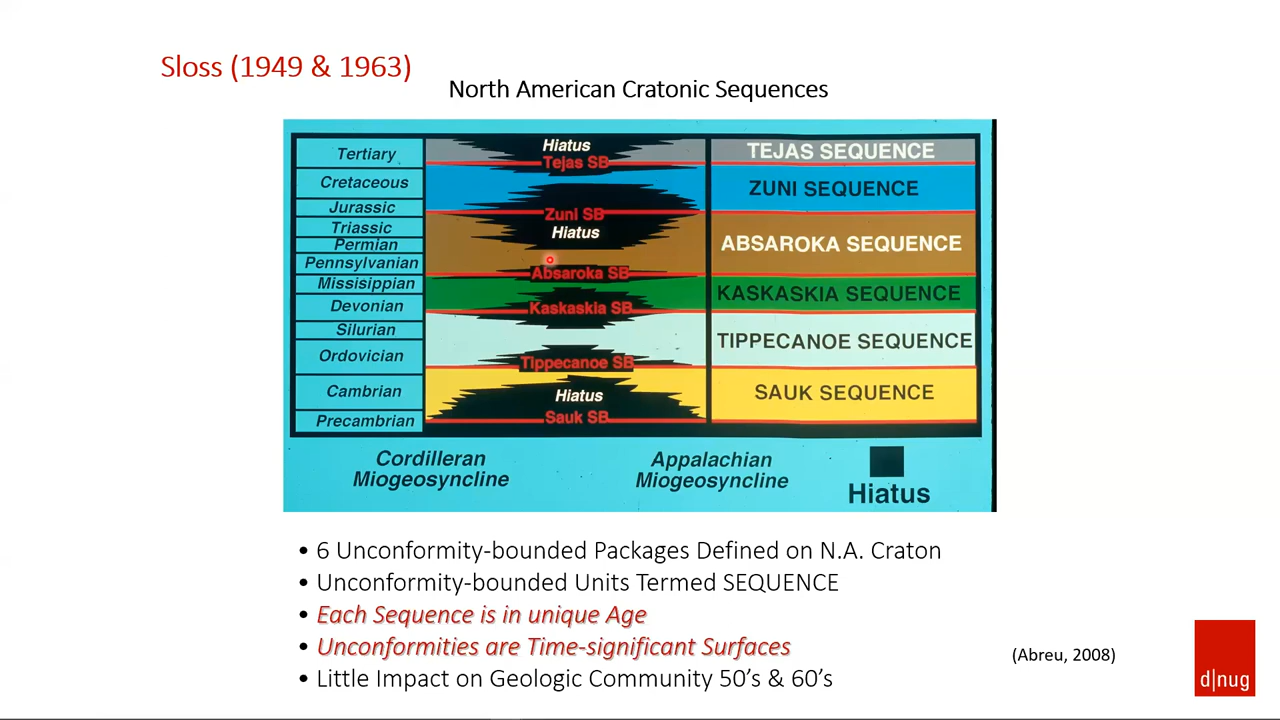 Sloss (1949 & 1963)
North American Cratonic Sequences
Tertiary
Cretaceous
Jurassic
Triassic
Permian
Pennsylvanian
Missisippian
Devonian
Silurian
Ordovician
Cambrian
Precambrian
Hiatus
Tejas SB
Zuni SB
Hiatus
Absaroka SB
Kaskaskia SB
Tippecanoe SB
Hiatus
Sauk SB
TEJAS SEQUENCE
ZUNI SEQUENCE
ABSAROKA SEQUENCE
KASKASKIA SEQUENCE
TIPPECANOE SEQUENCE
SAUK SEQUENCE
Cordilleran
Miogeosyncline
Appalachian
Miogeosyncline
Hiatus
• 6 Unconformity-bounded Packages Defined on N.A. Craton
• Unconformity-bounded Units Termed SEQUENCE
• Each Sequence is in unique Age
• Unconformities are Time-significant Surfaces
• Little Impact on Geologic Community 50’s & 60’s
(Abreu, 2008)
d|nug